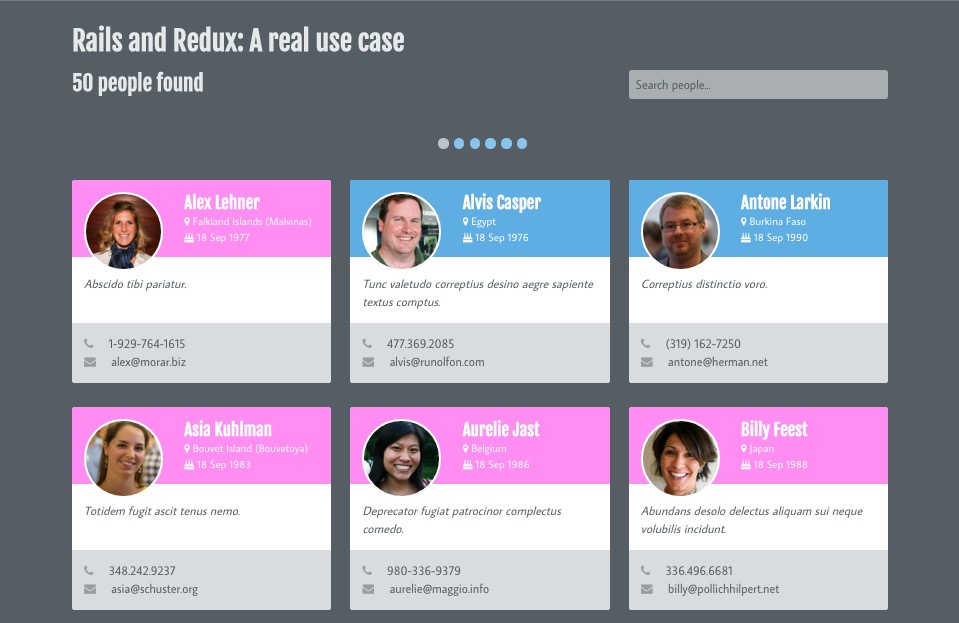 Rails and Redux: A real use case
50 people found
Search people...
Alex Lehner
Falkland Islands (Malvinas)
18 Sep 1977
Abscido tibi pariatur.
1-929-764-1615
alex@morar.biz
Alvis Casper
Egypt
18 Sep 1976
Tunc valetudo correptius desino aegre sapiente
textus comptus.
477.369.2085
alvis@runolfon.com
Antone Larkin
Burkina Faso
18 Sep 1990
Correptius distinctio voro.
(319) 162-7250
antone@herman.net
Asia Kuhlman
Bouvet Island (Bouvetoya)
18 Sep 1983
Totidem fugit ascit tenus nemo.
348.242.9237
asia@schuster.org
Aurelie Jast
Belgium
18 Sep 1986
Deprecator fugiat patrocinor complectus
comedo.
980-336-9379
aurelie@maggio.info
Billy Feest
Japan
18 Sep 1988
Abundans desolo delectus aliquam sui neque
volubilis incidunt.
336.496.6681
billy@pollichhilpert.net